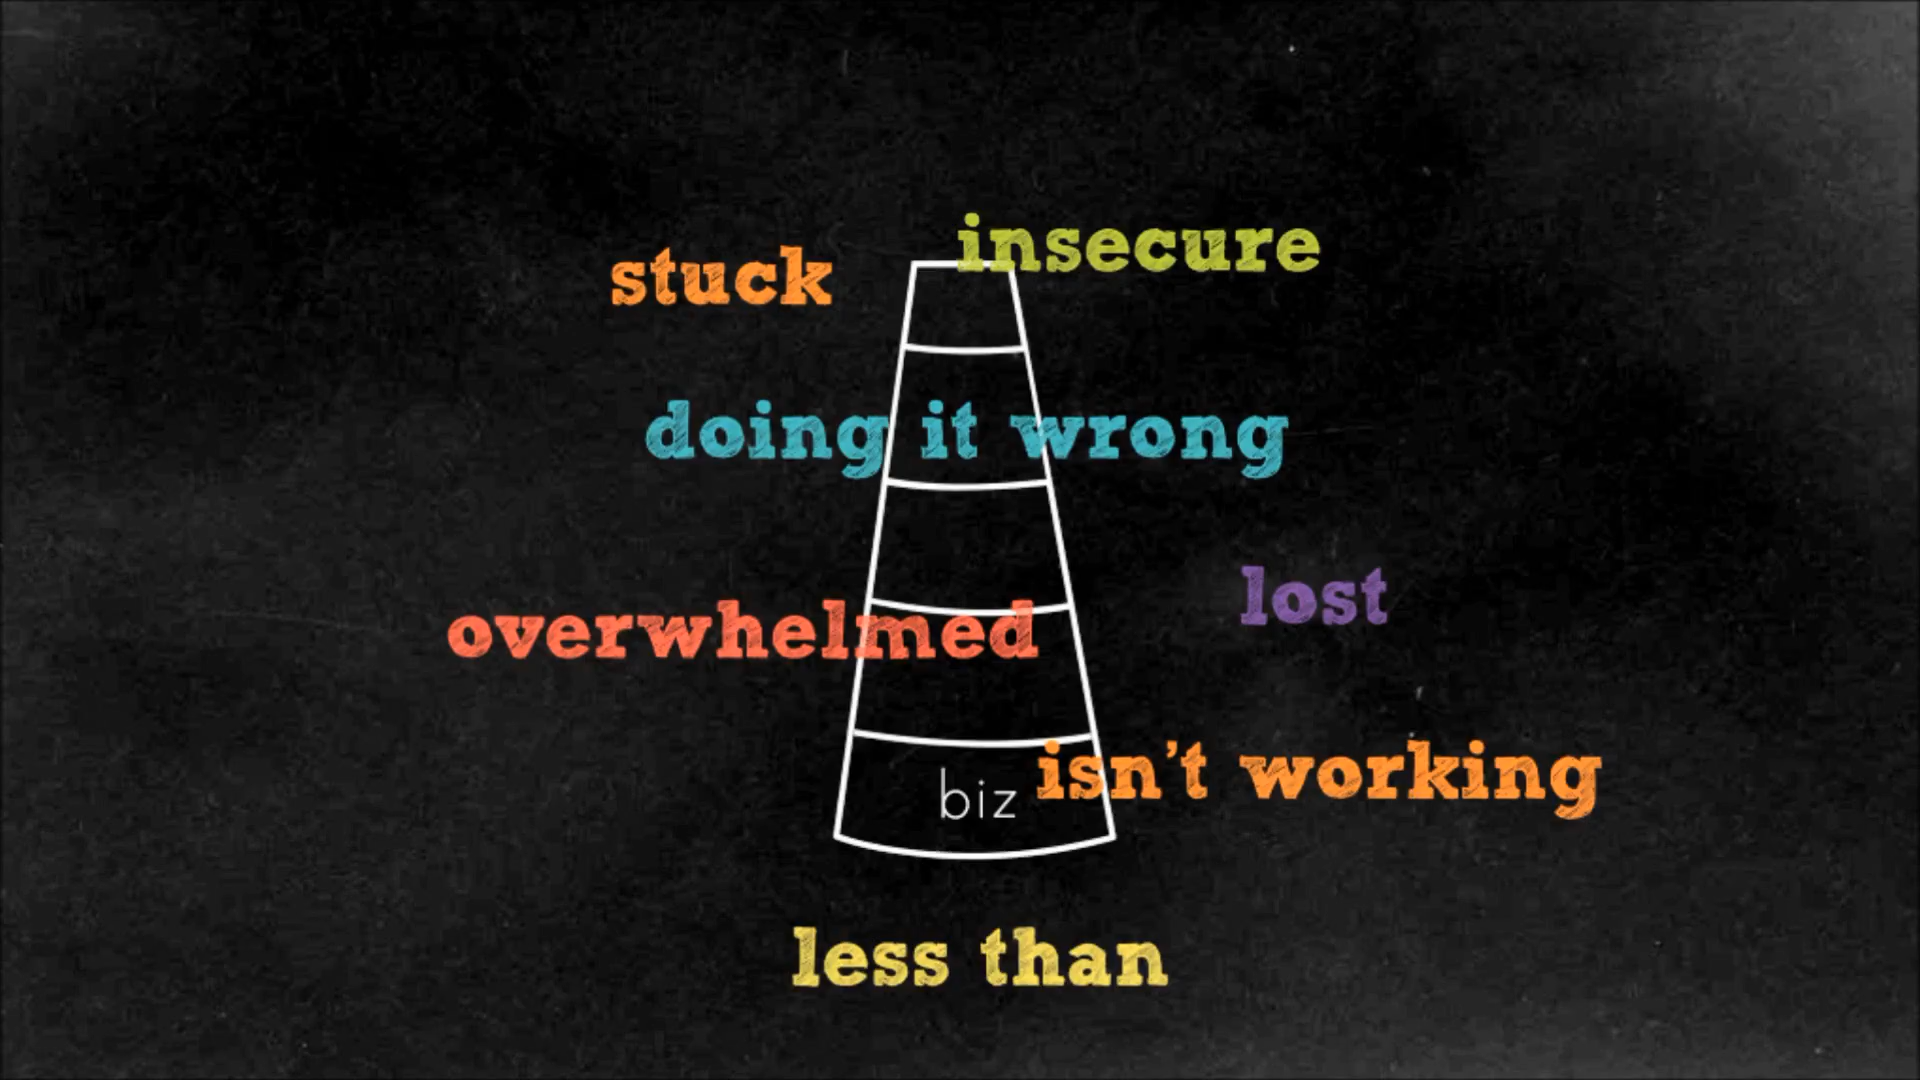 insecure
stuck
doing it wrong
lost
overwhelmed
isn't working
biz
less than